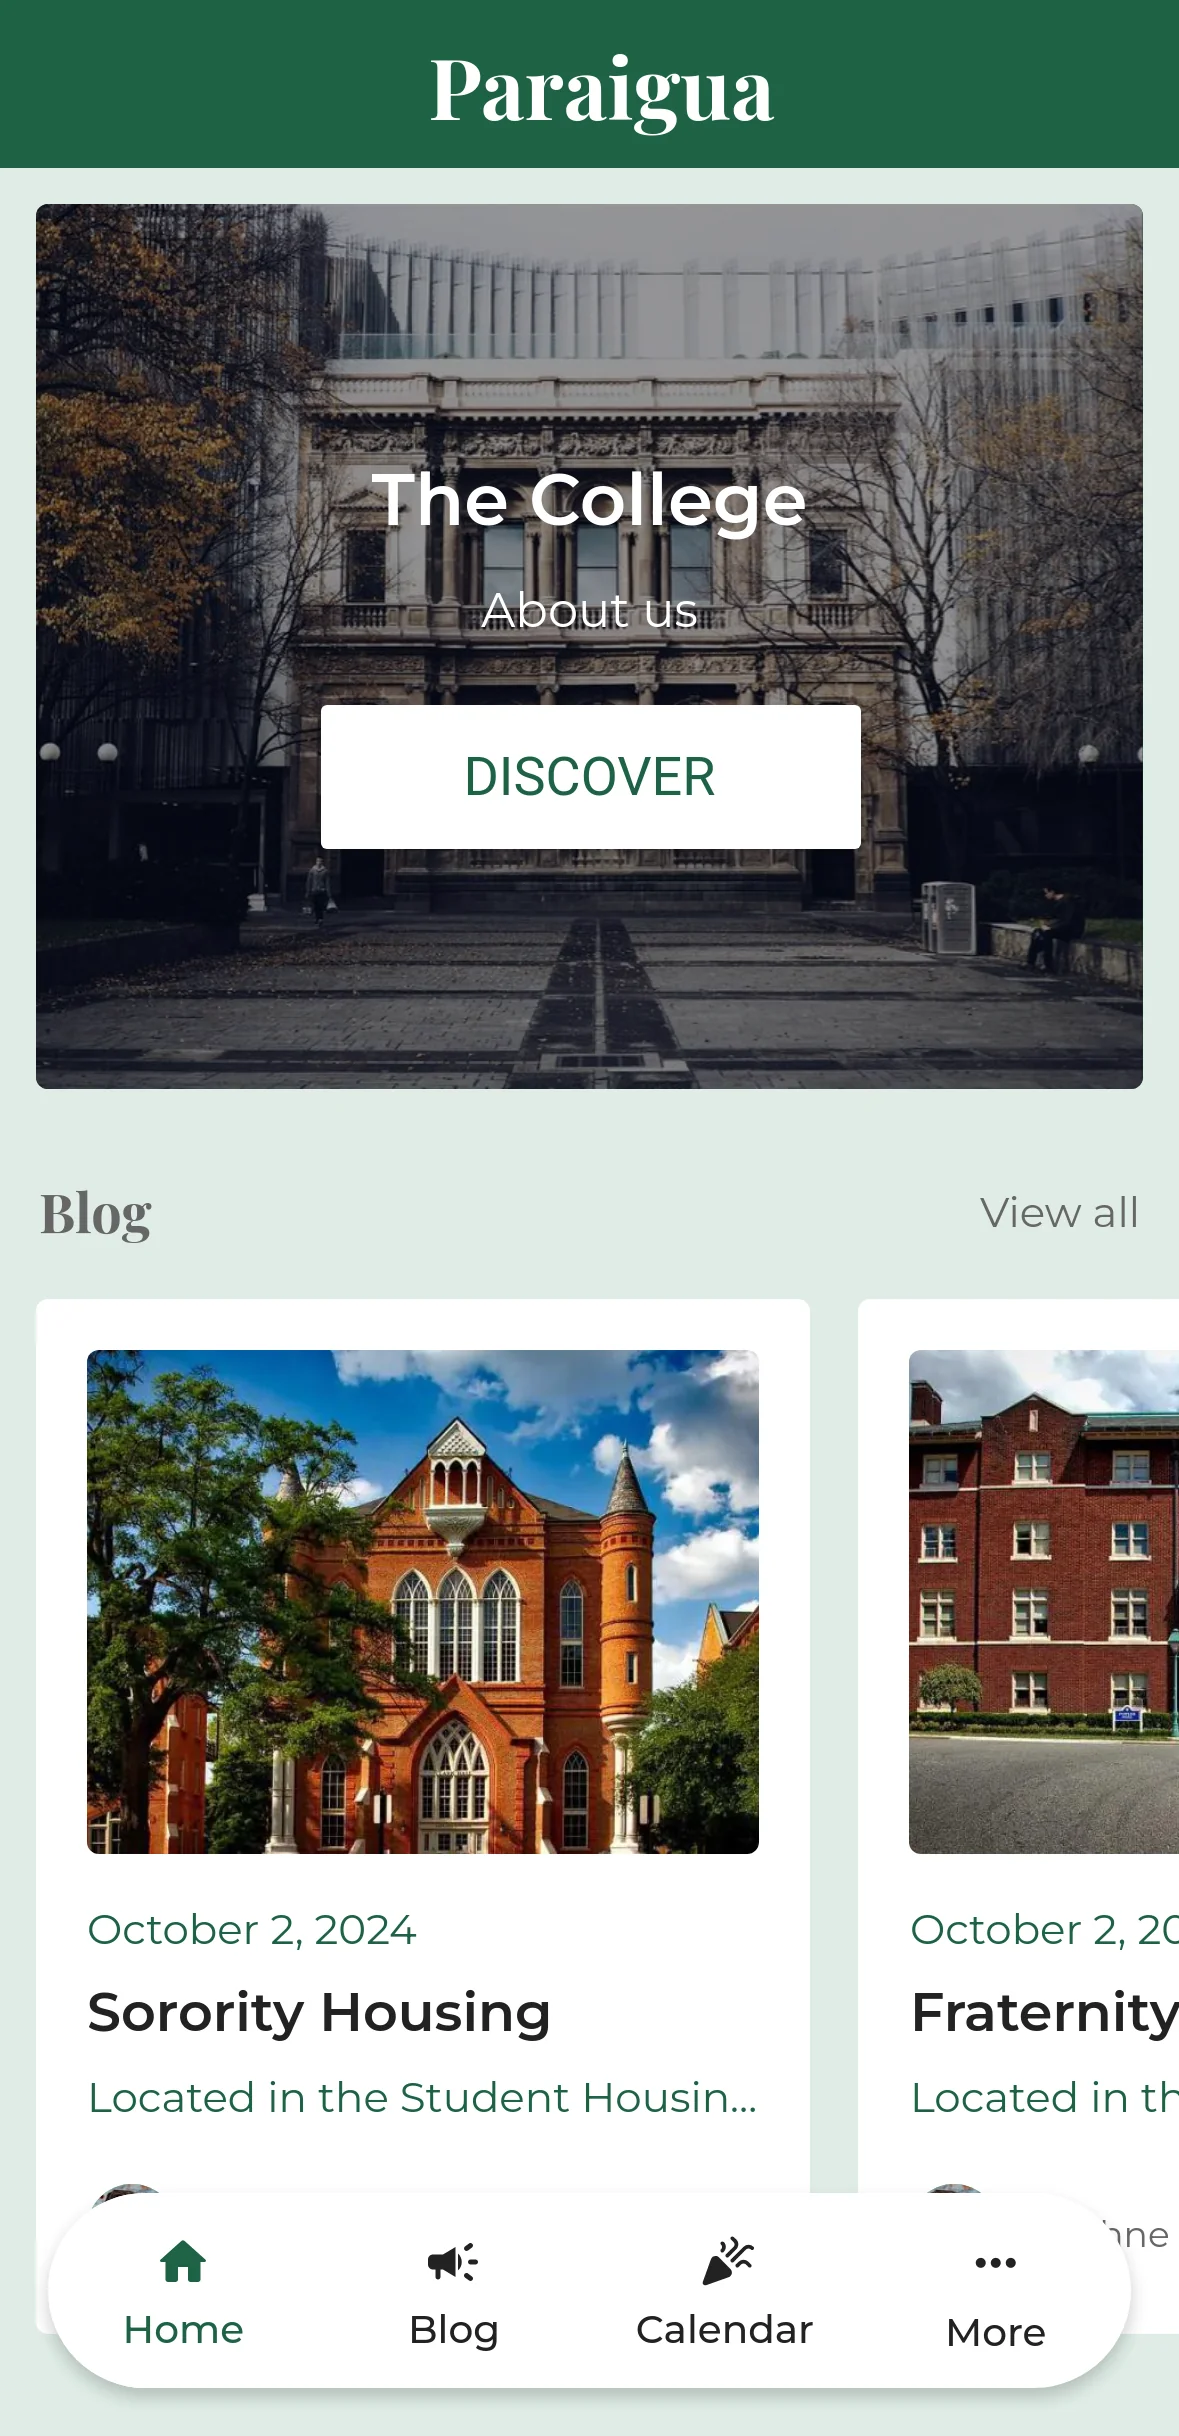 Paraigua
The College
About us
DISCOVER
Blog
View all
October 2, 2024
Sorority Housing
Located in the Student Housin...
October 2, 20
Fraternity
Located in th
Home
Blog
Calendar
More